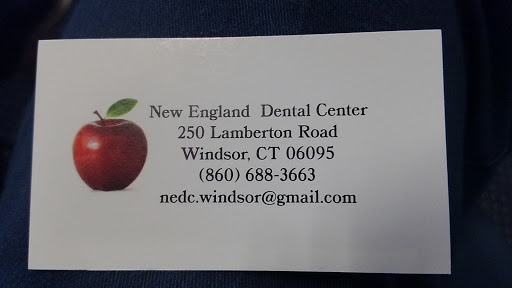 New England Dental Center
250 Lamberton Road
Windsor, CT 06095
(860) 688-3663
nedc.windsor@gmail.com